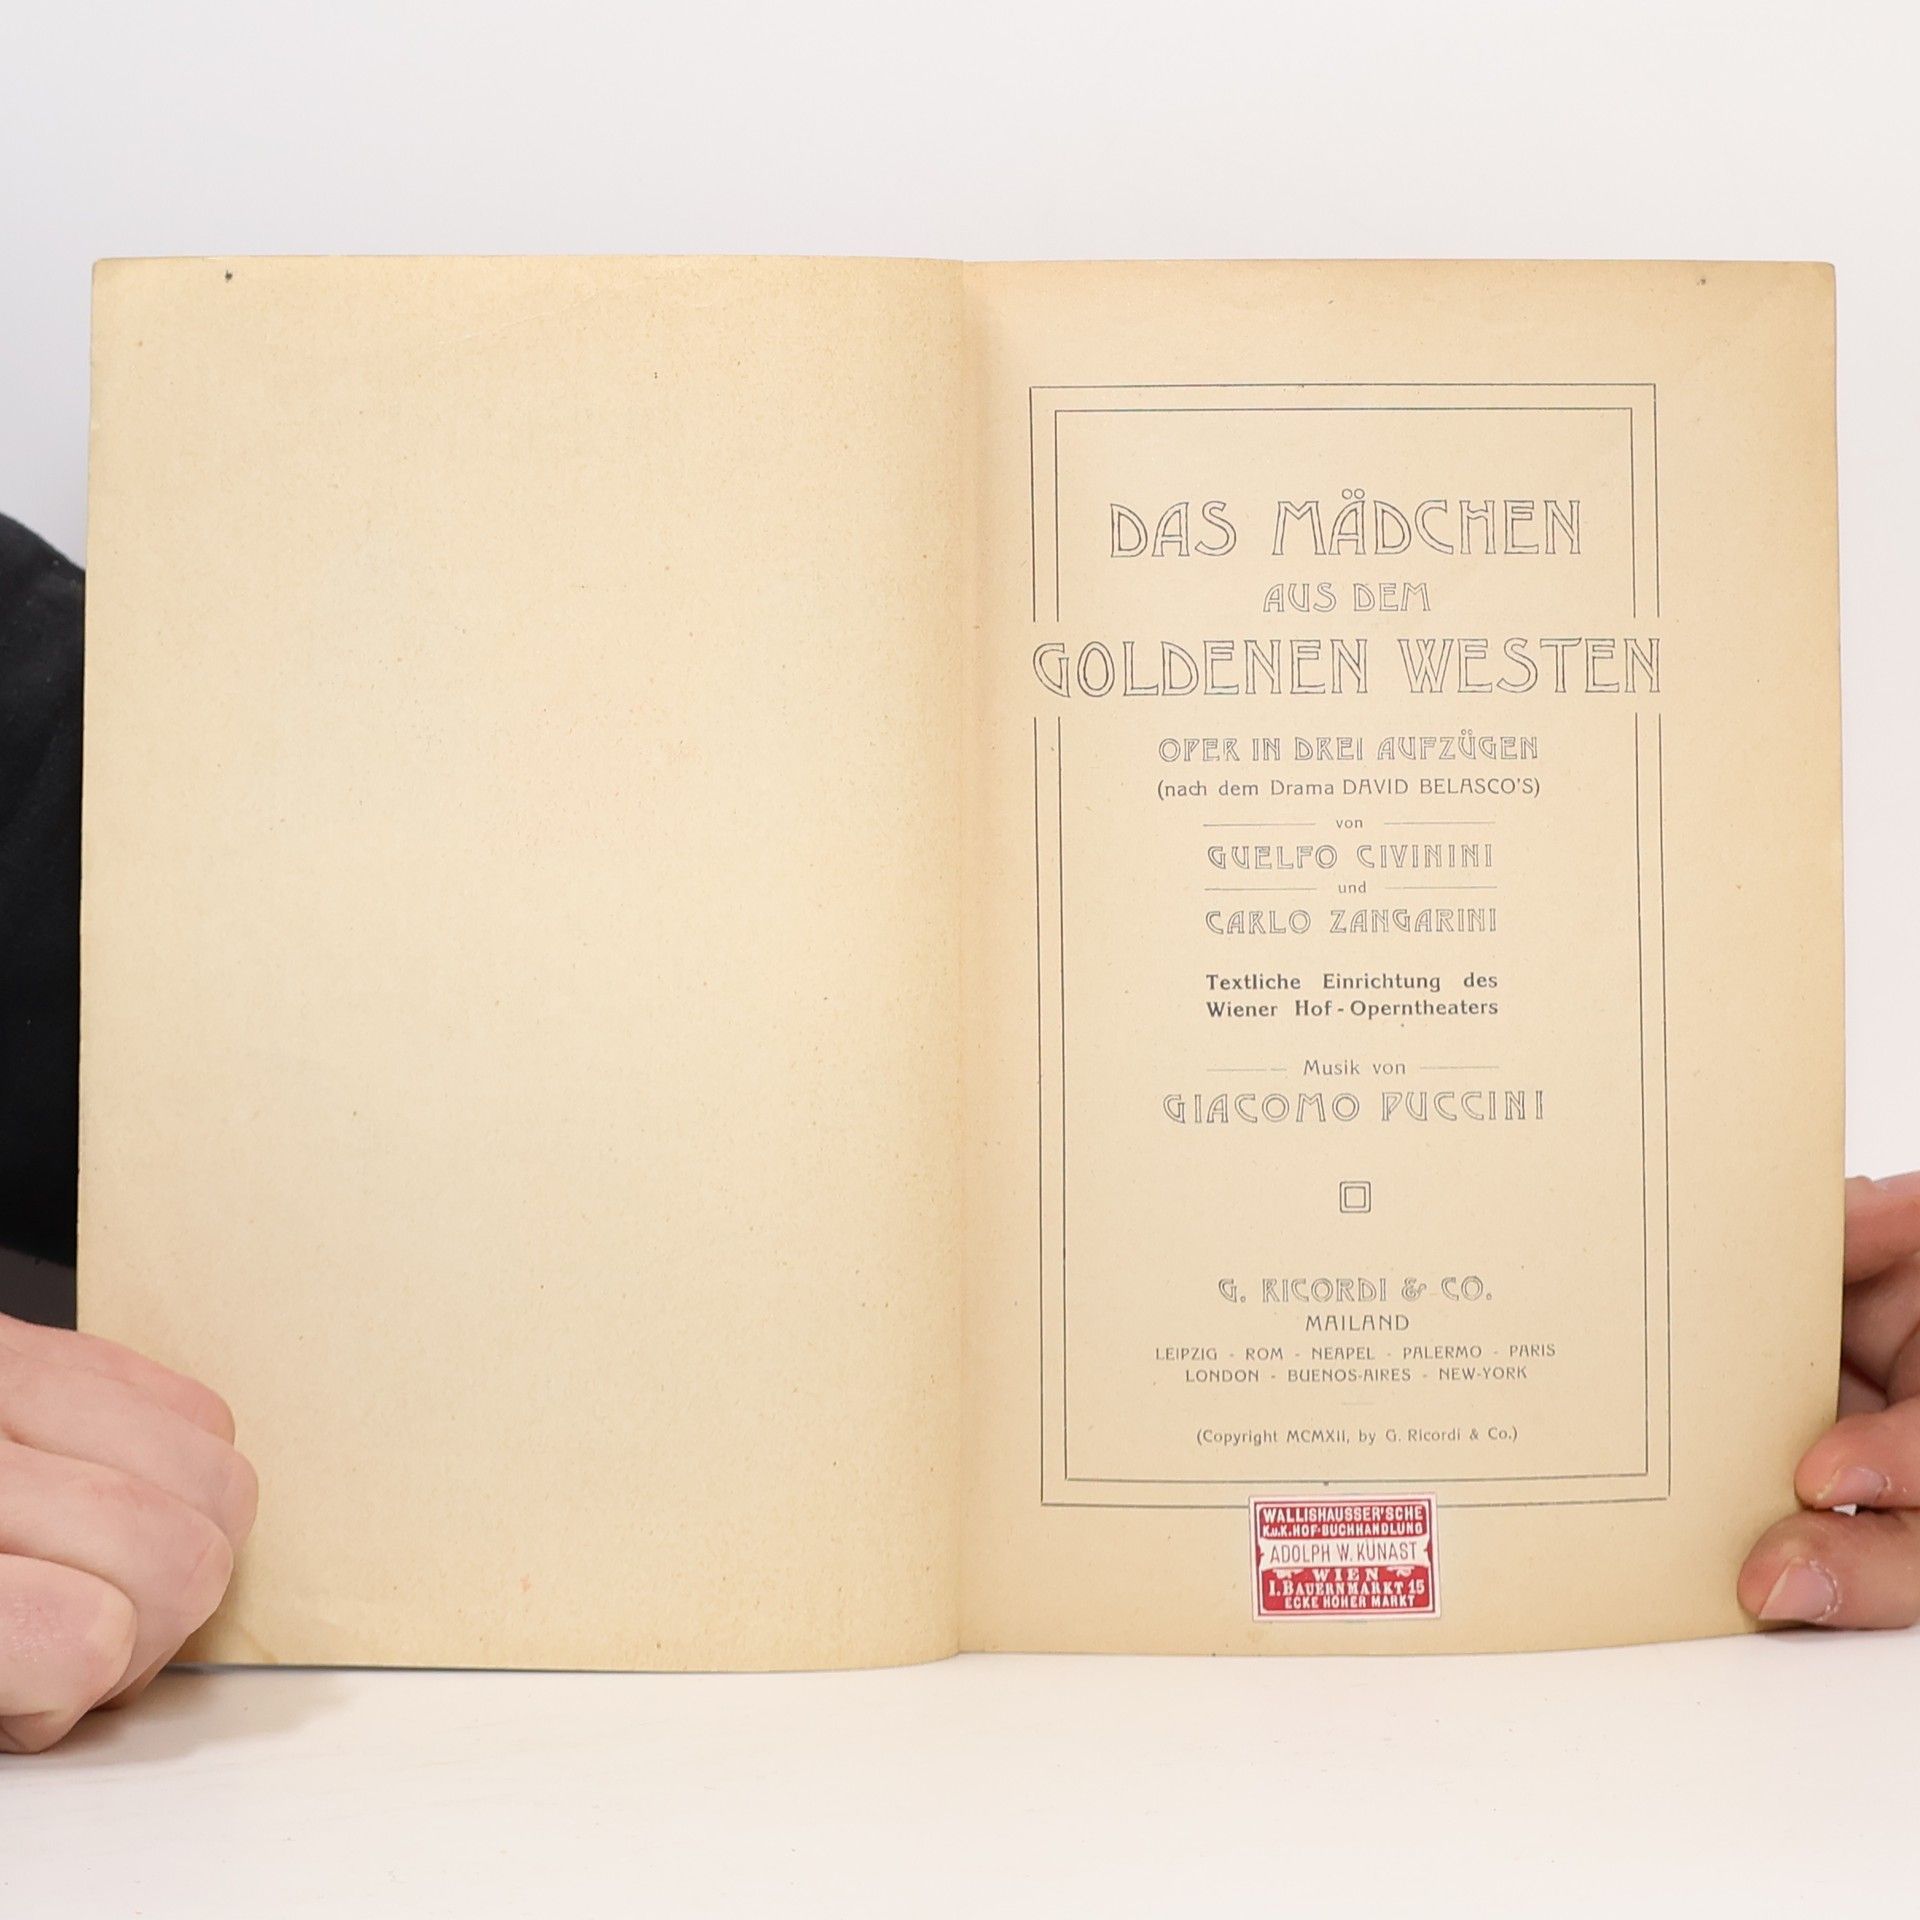 DAS MÄDCHEN
AUS DEM
GOLDENEN WESTEN
OPER IN DREI AUFZÜGEN
(nach dem Drama DAVID BELASCO'S)
von
GUELFO CIVININI
und
CARLO ZANGARINI
Textliche Einrichtung des
Wiener Hof-Operntheaters
Musik von
GIACOMO PUCCINI
G. RICORDI & CO.
MAILAND
LEIPZIG - ROM - NEAPEL - PALERMO - PARIS
LONDON - BUENOS-AIRES - NEW-YORK
(Copyright MCMXII, by G. Ricordi & Co.)
WALLISHAUSSER'SCHE
K.u.K. HOF-BUCHHANDLUNG
ADOLPH W. KÜNAST
WIEN
I. BAUERNMARKT 15
ECKE HOHER MARKT